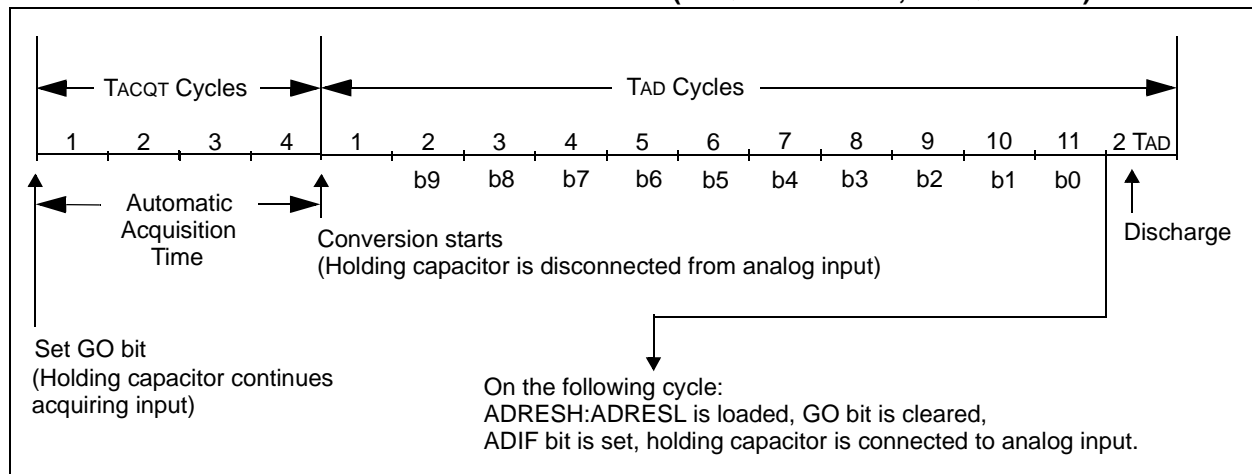 TACQT Cycles
TAD Cycles
1 2 3 4 1 2 3 4 5 6 7 8 9 10 11 2 TAD
b9 b8 b7 b6 b5 b4 b3 b2 b1 b0
Automatic
Acquisition
Time
Conversion starts
(Holding capacitor is disconnected from analog input)
Discharge
Set GO bit
(Holding capacitor continues
acquiring input)
On the following cycle:
ADRESH:ADRESL is loaded, GO bit is cleared,
ADIF bit is set, holding capacitor is connected to analog input.